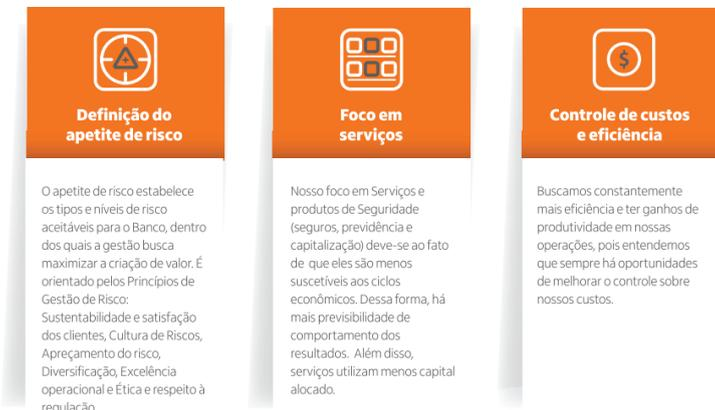 Definição do
apetite de risco
O apetite de risco estabelece
os tipos e níveis de risco
aceitáveis para o Banco, dentro
dos quais a gestão busca
maximizar a criação de valor. É
orientado pelos Princípios de
Gestão de Risco:
Sustentabilidade e satisfação
dos clientes, Cultura de Riscos,
Apreçamento do risco,
Diversificação, Excelência
operacional e Ética e respeito à
regulação
Foco em
serviços
Nosso foco em Serviços e
produtos de Seguridade
(seguros, previdência e
capitalização) deve-se ao fato
de que eles são menos
suscetíveis aos ciclos
econômicos. Dessa forma, há
mais previsibilidade de
comportamento dos
resultados. Além disso,
serviços utilizam menos capital
alocado.
$
Controle de custos
e eficiência
Buscamos constantemente
mais eficiência e ter ganhos de
produtividade em nossas
operações, pois entendemos
que sempre há oportunidades
de melhorar o controle sobre
nossos custos.